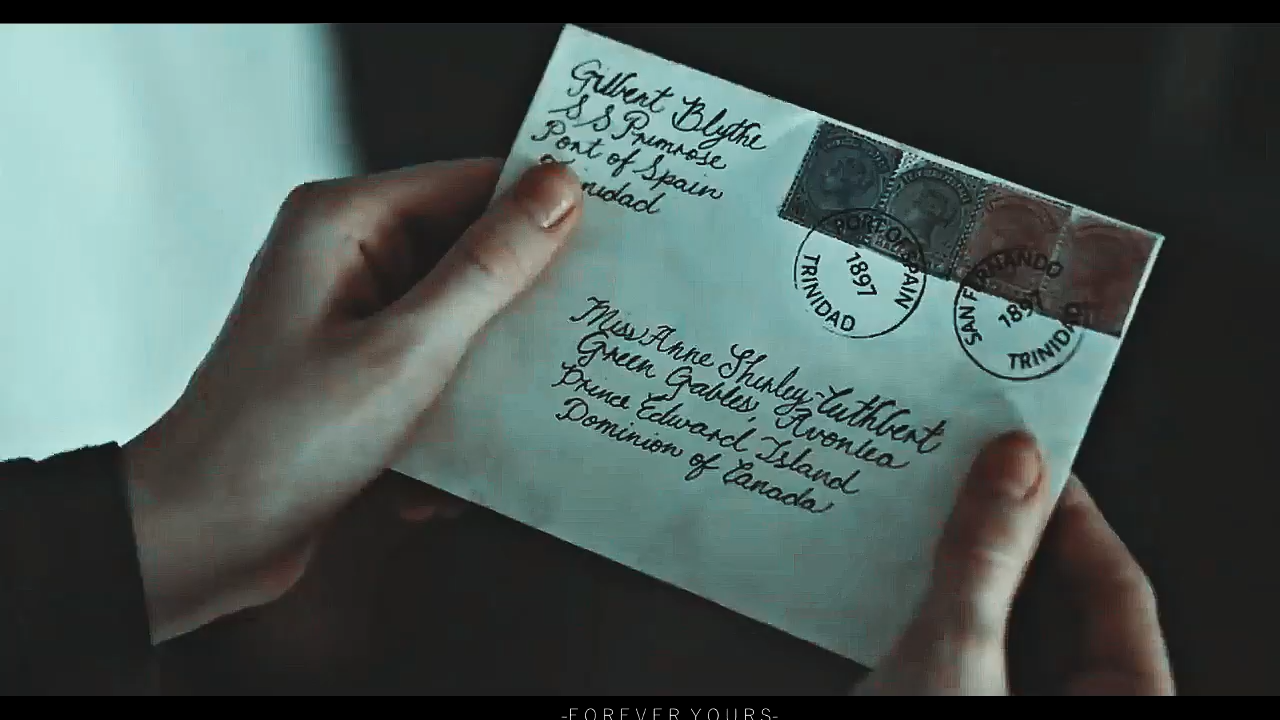 Gilbert Blythe
S S Primrose
Port of Spain
Trinidad
PORT OF SPAIN
1897
TRINIDAD
SAN FERNANDO
1897
TRINIDAD
Miss Anne Shirley-Cuthbert
Green Gables, Avonlea
Prince Edward Island
Dominion of Canada
-FOREVER YOURS-